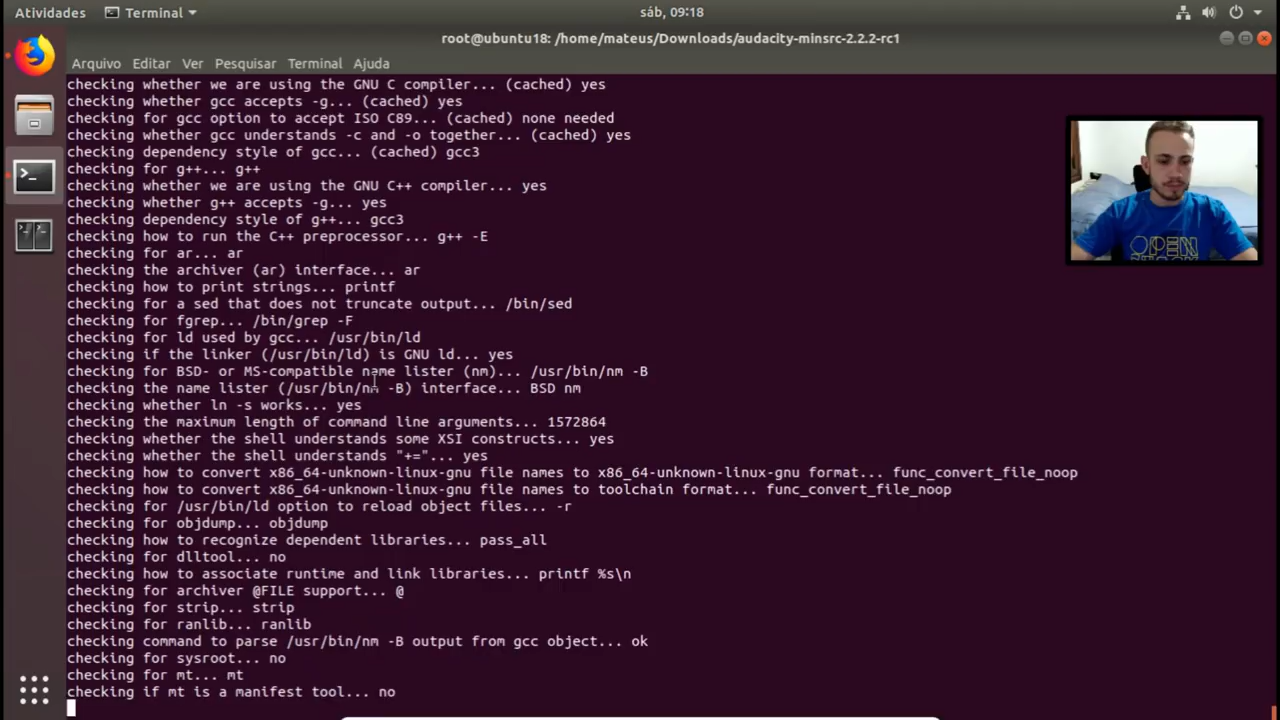 Atividades
Terminal
sáb, 09:18
root@ubuntu18: /home/mateus/Downloads/audacity-minsrc-2.2.2-rc1
Arquivo Editar Ver Pesquisar Terminal Ajuda
checking whether we are using the GNU C compiler... (cached) yes
checking whether gcc accepts -g... (cached) yes
checking for gcc option to accept ISO C89... (cached) none needed
checking whether gcc understands -c and -o together... (cached) yes
checking dependency style of gcc... (cached) gcc3
checking for g++... g++
checking whether we are using the GNU C++ compiler... yes
checking whether g++ accepts -g... yes
checking dependency style of g++... gcc3
checking how to run the C++ preprocessor... g++ -E
checking for ar... ar
checking the archiver (ar) interface... ar
checking how to print strings... printf
checking for a sed that does not truncate output... /bin/sed
checking for fgrep... /bin/grep -F
checking for ld used by gcc... /usr/bin/ld
checking if the linker (/usr/bin/ld) is GNU ld... yes
checking for BSD- or MS-compatible name lister (nm)... /usr/bin/nm -B
checking the name lister (/usr/bin/nm -B) interface... BSD nm
checking whether ln -s works... yes
checking the maximum length of command line arguments... 1572864
checking whether the shell understands some XSI constructs... yes
checking whether the shell understands "+="... yes
checking how to convert x86_64-unknown-linux-gnu file names to x86_64-unknown-linux-gnu format... func_convert_file_noop
checking how to convert x86_64-unknown-linux-gnu file names to toolchain format... func_convert_file_noop
checking for /usr/bin/ld option to reload object files... -r
checking for objdump... objdump
checking how to recognize dependent libraries... pass_all
checking for dlltool... no
checking how to associate runtime and link libraries... printf %s\n
checking for archiver @FILE support... @
checking for strip... strip
checking for ranlib... ranlib
checking command to parse /usr/bin/nm -B output from gcc object... ok
checking for sysroot... no
checking for mt... mt
checking if mt is a manifest tool... no
OPEN